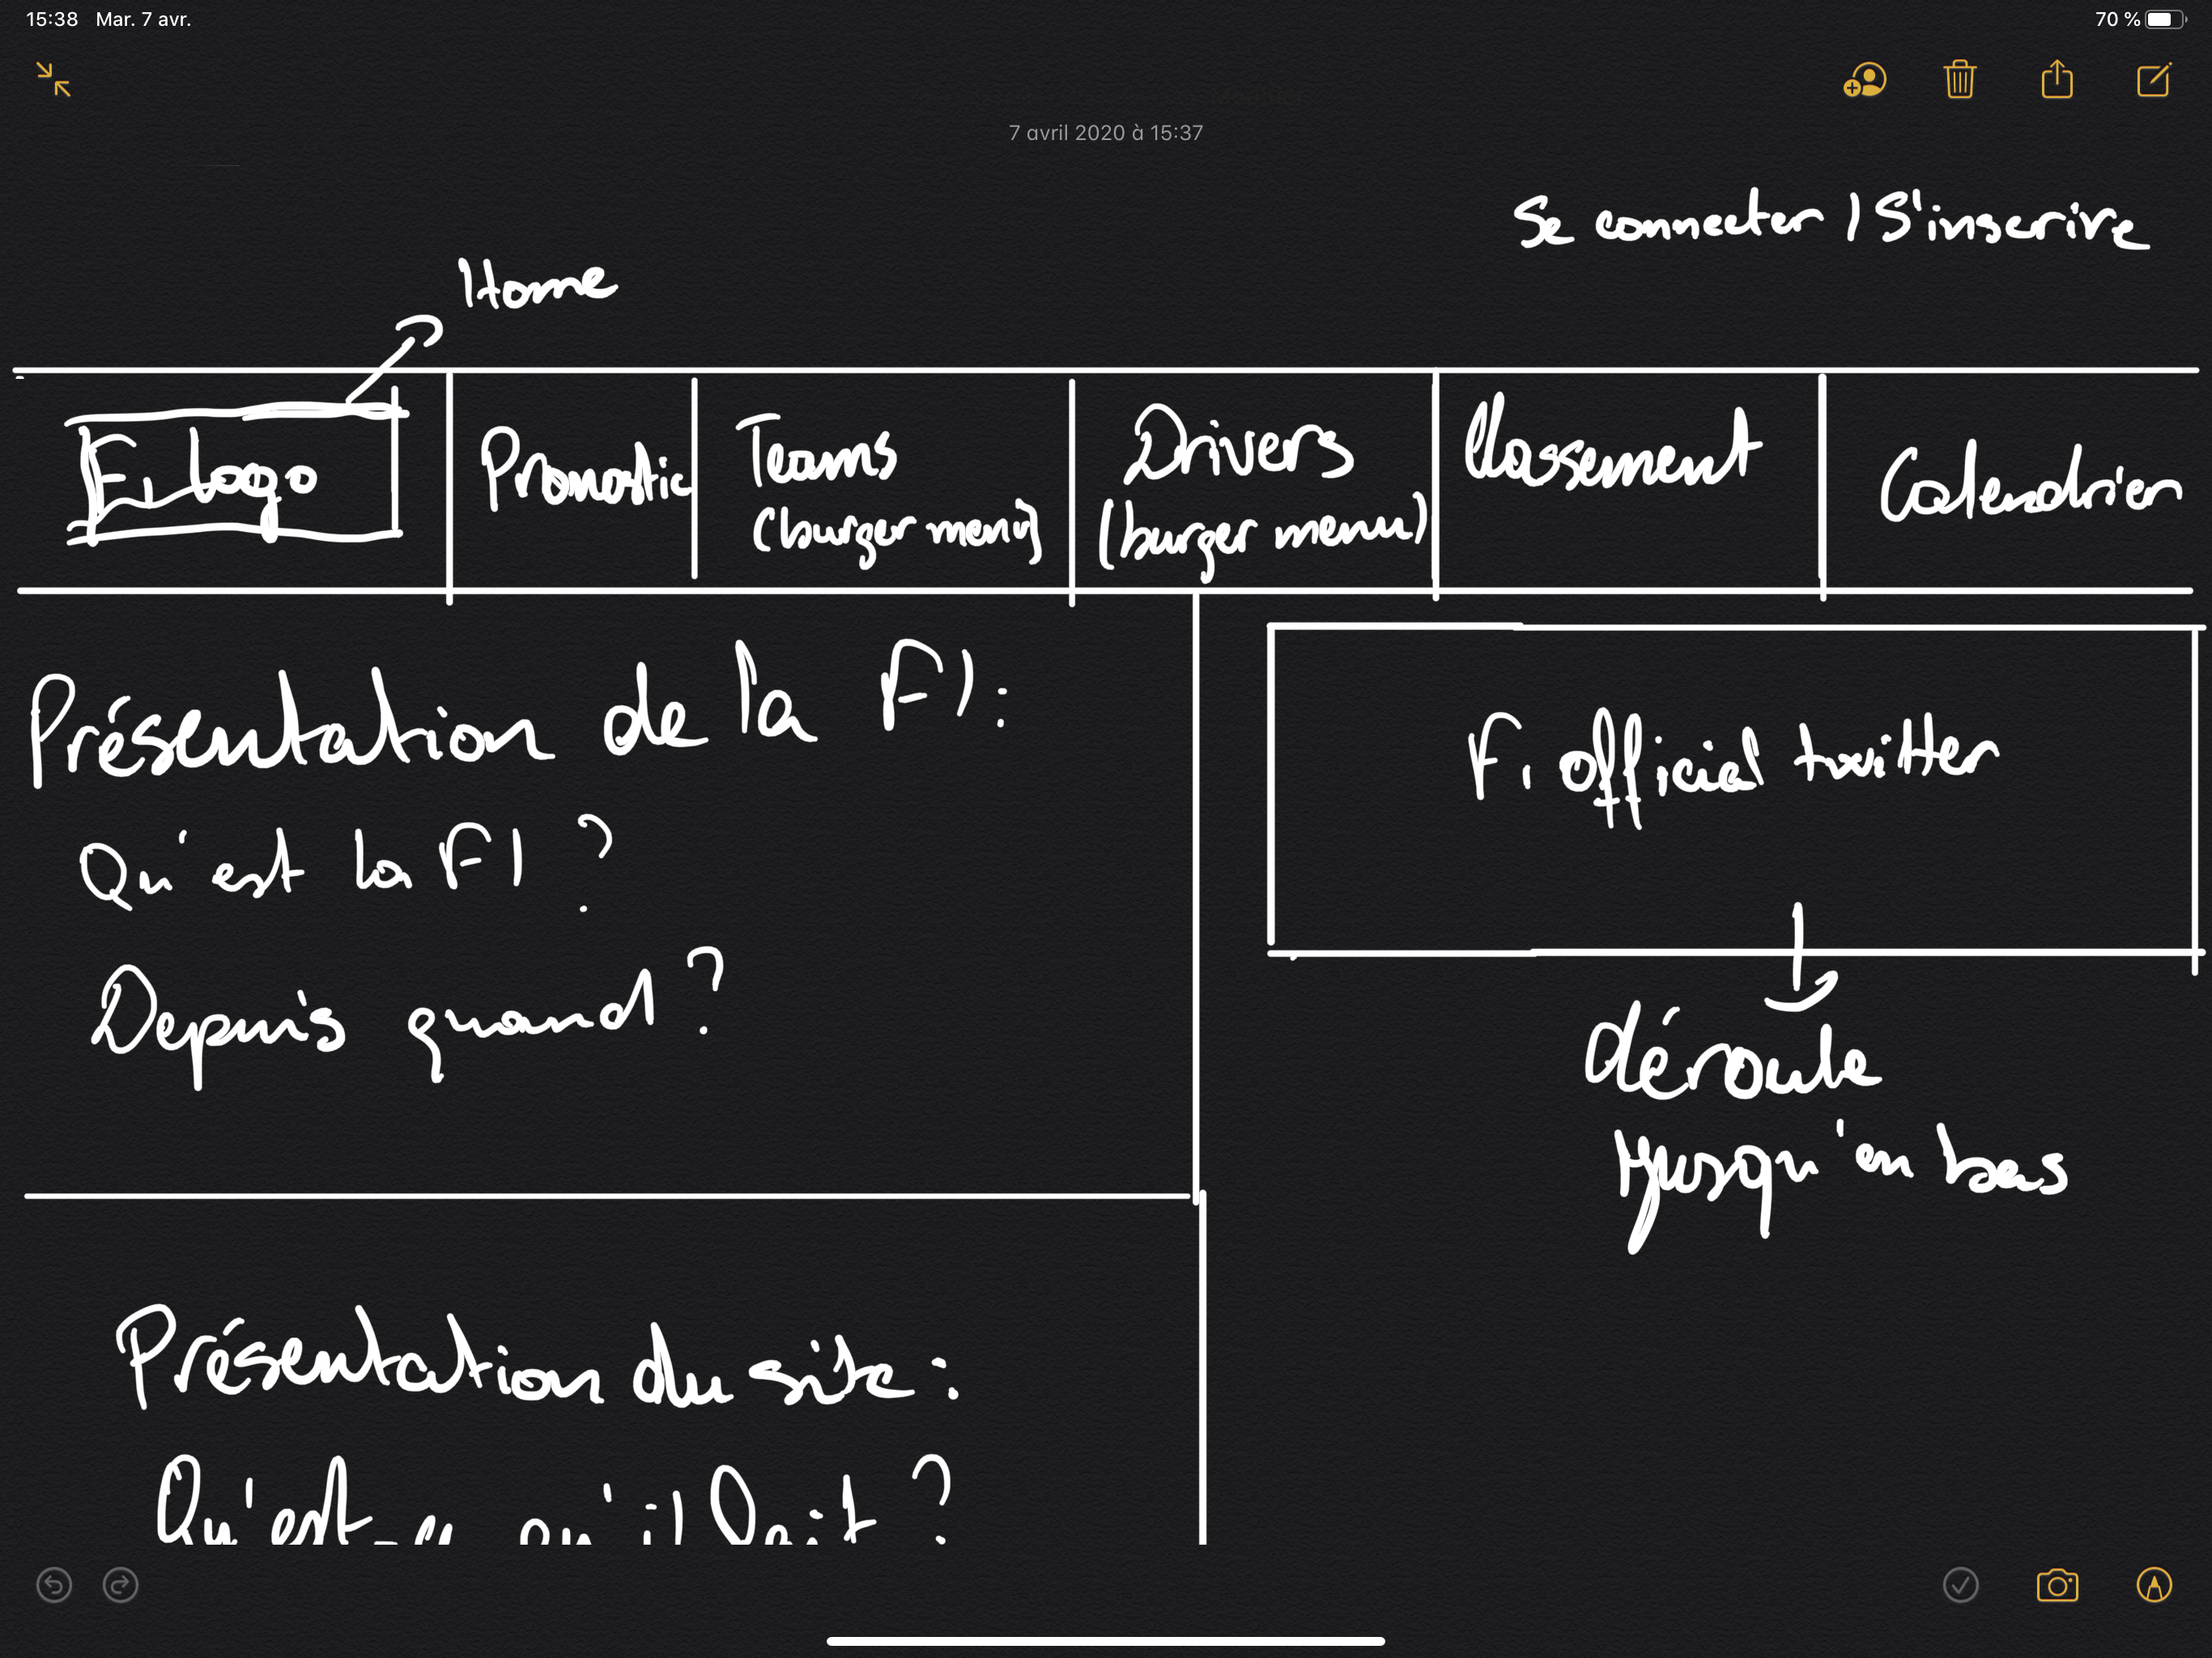 15:38 Mar. 7 avr.
70 %
7 avril 2020 à 15:37
Se connecter / S'inscrire
Home
F1 Logo
Pronostic
Teams
(burger menu)
Drivers
(burger menu)
Classement
Calendrier
Présentation de la F1 :
Qu'est la F1 ?
Depuis quand ?
F1 official twitter
déroule
jusqu'en bas
Présentation du site :
Qu'est-ce qu'il ?